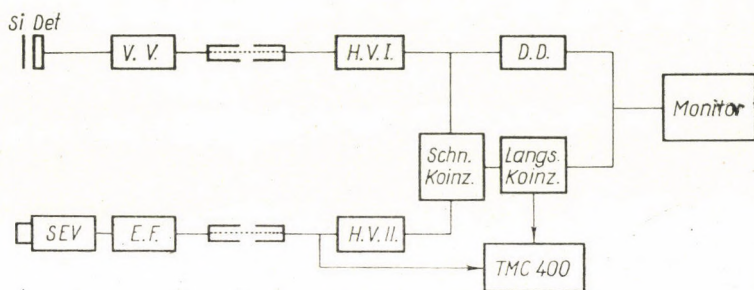 Si Det
V. V.
H.V.I.
D.D.
Monitor
Schn.
Koinz.
Langs.
Koinz.
SEV
E.F.
H.V.II.
TMC 400